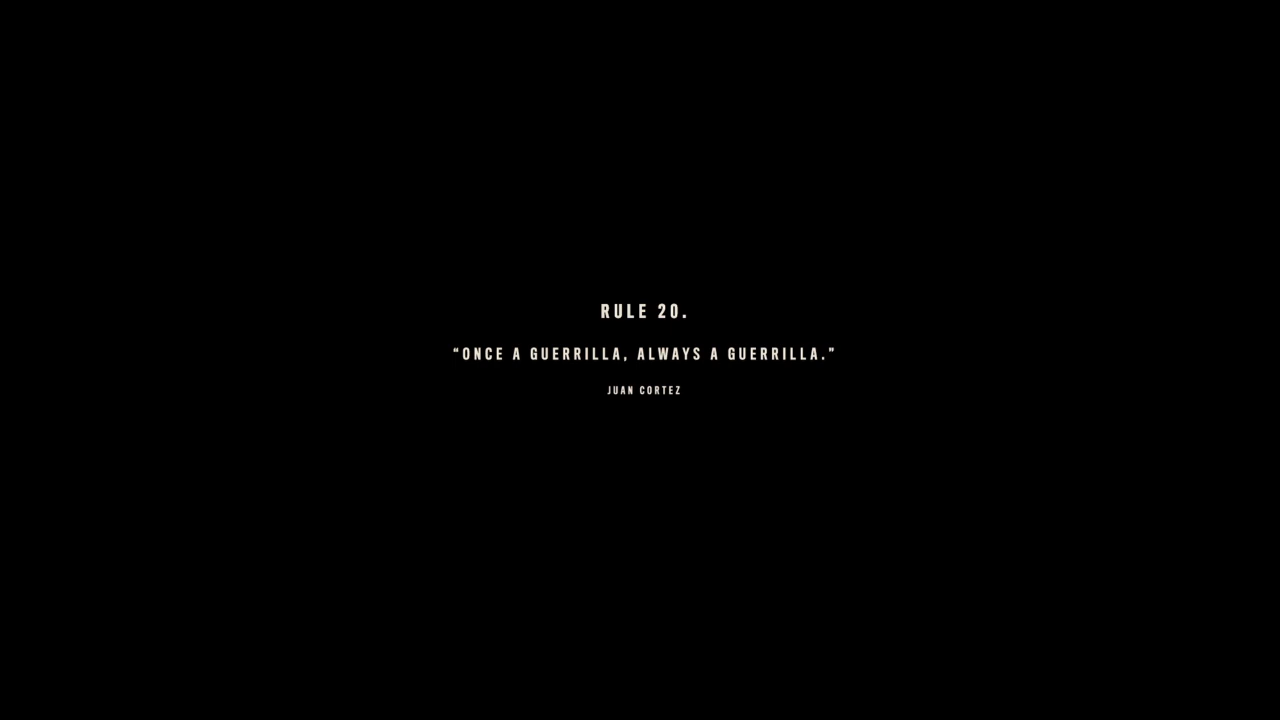 RULE 20.
“ONCE A GUERRILLA, ALWAYS A GUERRILLA.”
JUAN CORTEZ